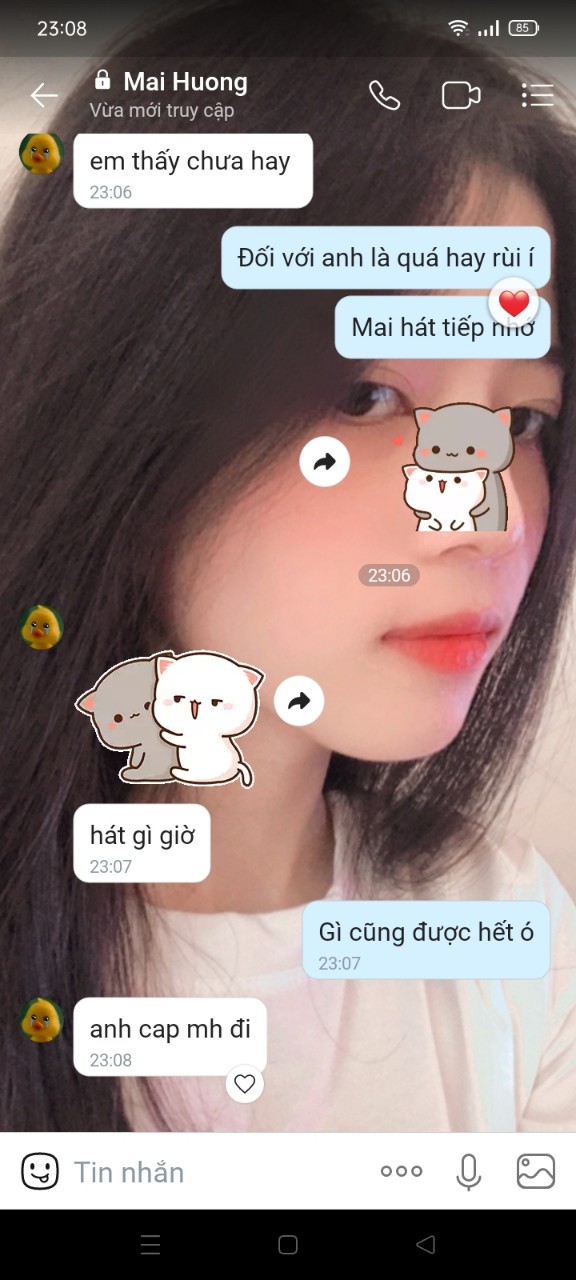 23:08
85
Mai Huong
Vừa mới truy cập
em thấy chưa hay
23:06
Đối với anh là quá hay rùi í
Mai hát tiếp nhớ
23:06
hát gì giờ
23:07
Gì cũng được hết ó
23:07
anh cap mh đi
23:08
Tin nhắn